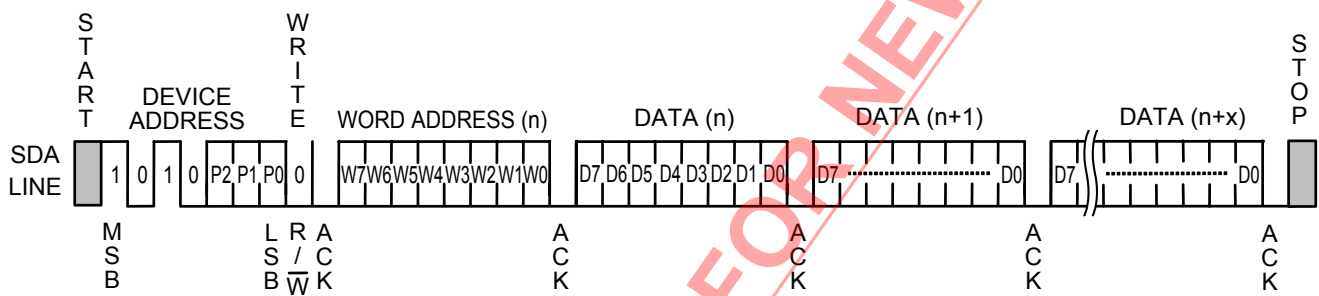 START
WRITE
STOP
DEVICE
ADDRESS
WORD ADDRESS (n)
DATA (n)
DATA (n+1)
DATA (n+x)
SDA
LINE
1 0 1 0 P2 P1 P0 0
W7 W6 W5 W4 W3 W2 W1 W0
D7 D6 D5 D4 D3 D2 D1 D0
D7 D0
D7 D0
MSB
LSB
R/W
ACK
ACK
ACK
ACK
ACK
FOR NEW